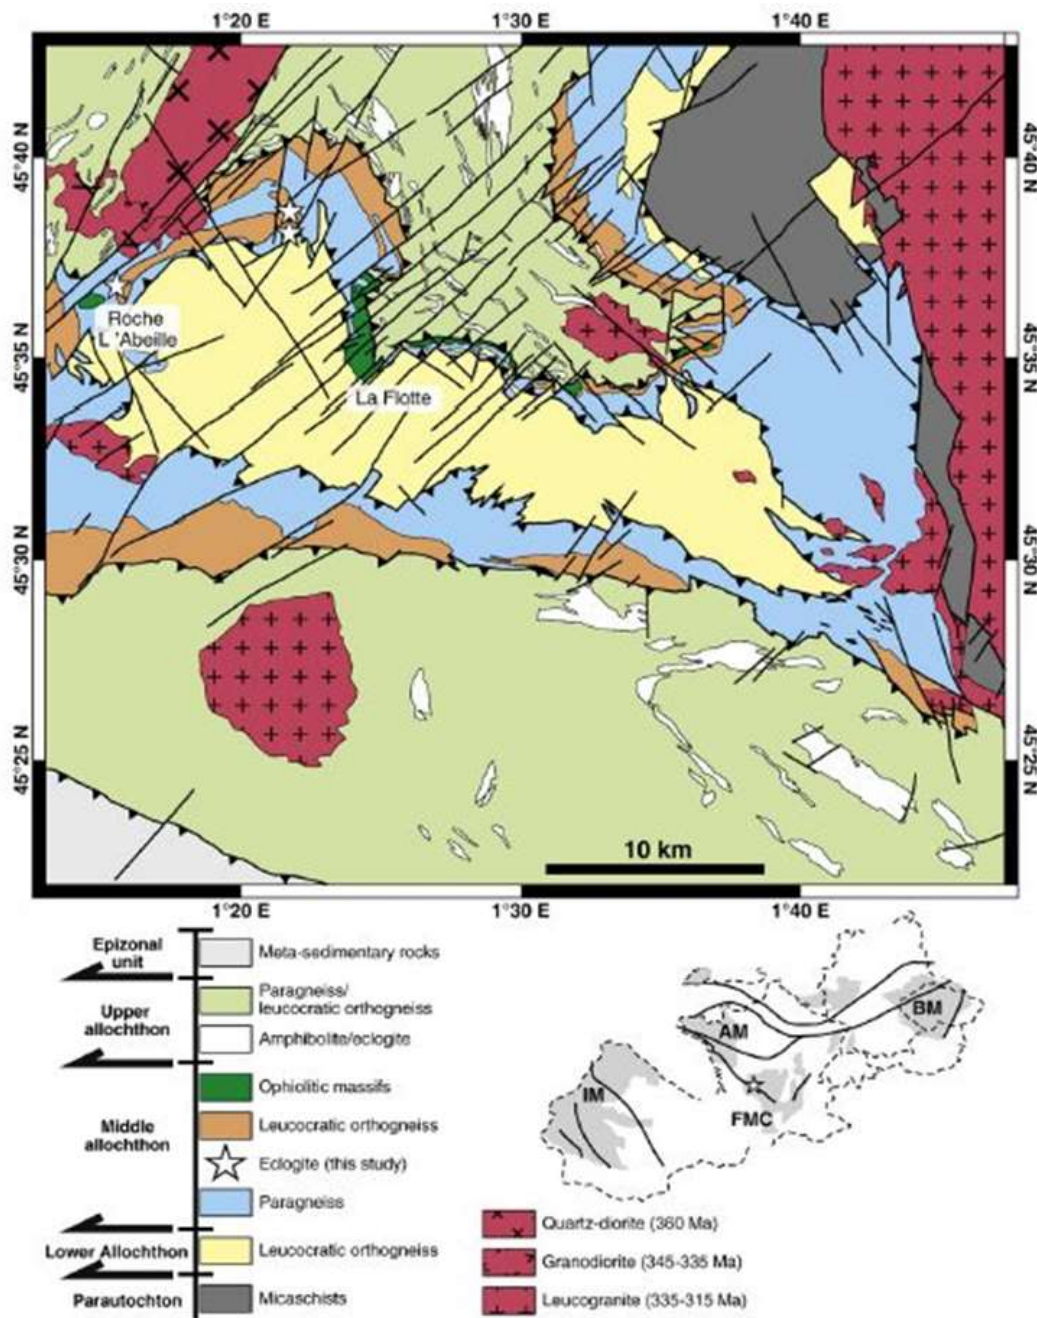 1°20 E
1°30 E
1°40 E
45°40 N
45°40 N
Roche
L 'Abeille
45°35 N
45°35 N
La Flotte
45°30 N
45°30 N
45°25 N
45°25 N
10 km
1°20 E
1°30 E
1°40 E
Epizonal
unit
Meta-sedimentary rocks
Upper
allochthon
Paragneiss/
leucocratic orthogneiss
Amphibolite/eclogite
Middle
allochthon
Ophiolitic massifs
Leucocratic orthogneiss
Eclogite (this study)
Paragneiss
Lower Allochthon
Leucocratic orthogneiss
Parautochton
Micaschists
BM
AM
IM
FMC
Quartz-diorite (360 Ma)
Granodiorite (345-335 Ma)
Leucogranite (335-315 Ma)